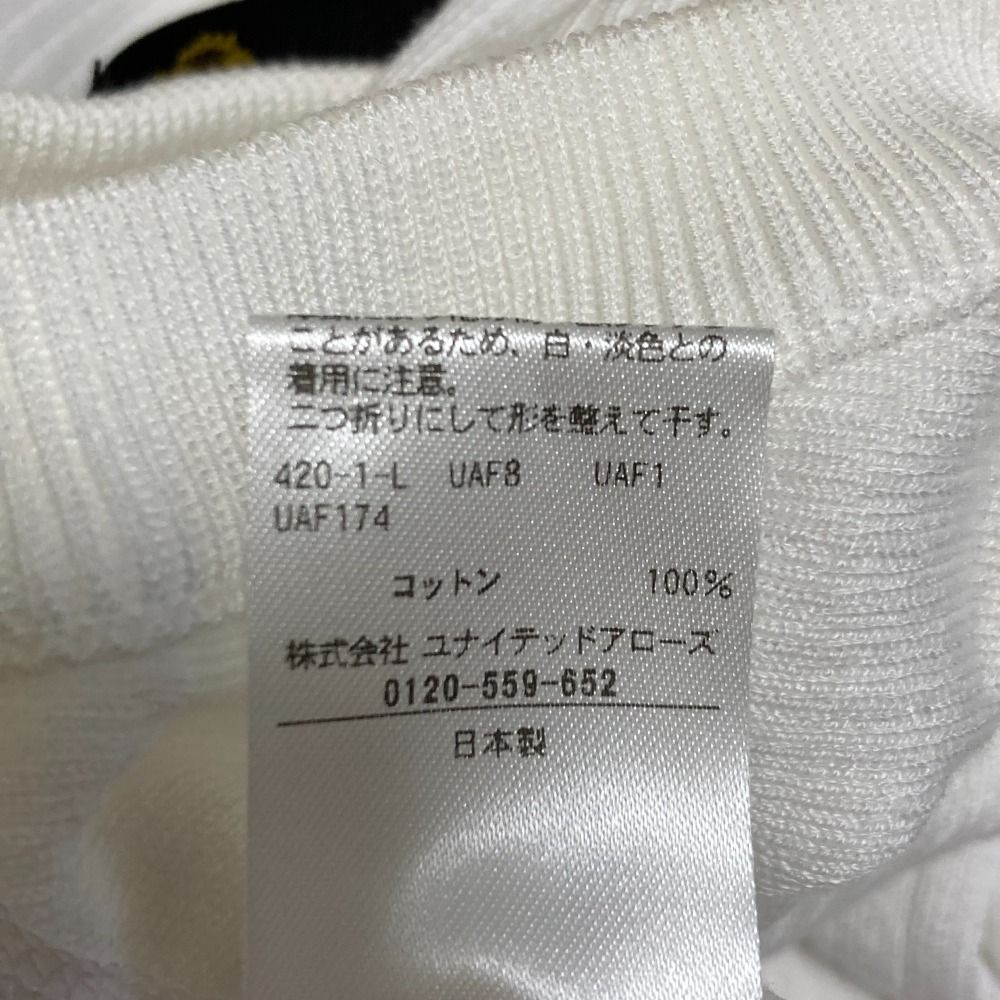 ことがあるため、白・淡色との
着用に注意。
二つ折りにして形を整えて干す。
420-1-L UAF8 UAF1
UAF174
コットン 100%
株式会社 ユナイテッドアローズ
0120-559-652
日本製